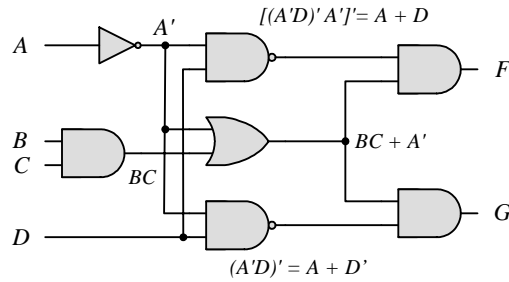 [(A'D)' A']'= A + D
A
A'
F
B
C
BC
BC + A'
D
G
(A'D)' = A + D'